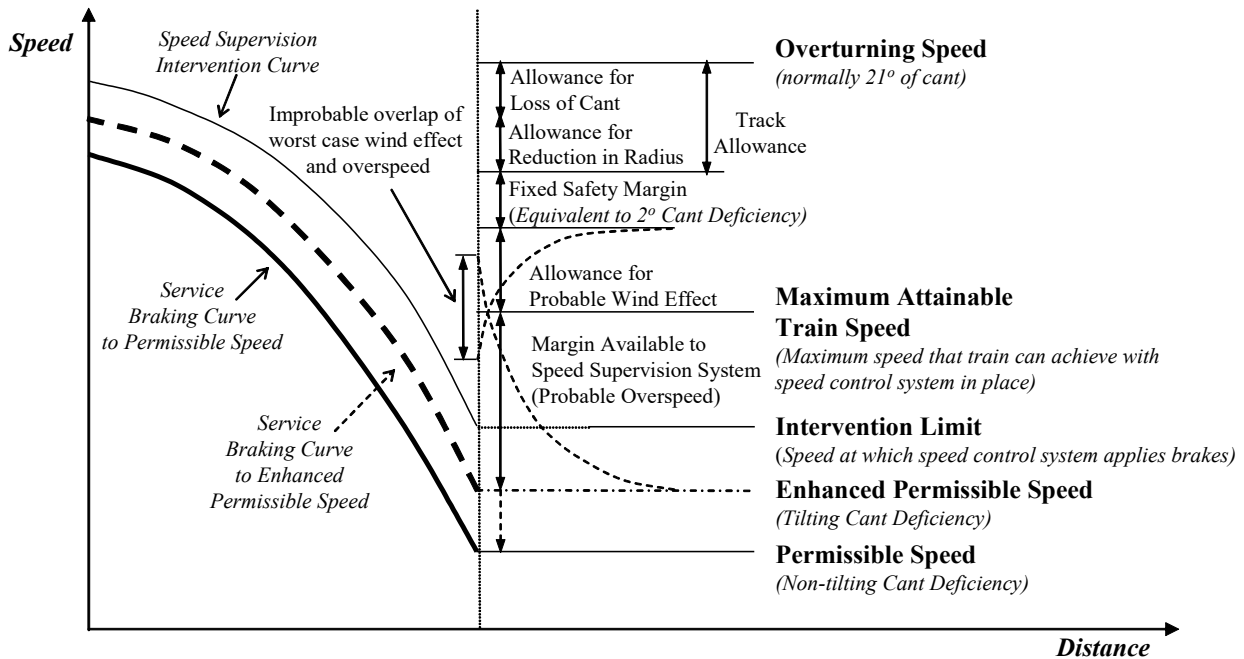 Speed
Speed Supervision
Intervention Curve
Improbable overlap of
worst case wind effect
and overspeed
Service
Braking Curve
to Permissible Speed
Service
Braking Curve
to Enhanced
Permissible Speed
Allowance for
Loss of Cant
Allowance for
Reduction in Radius
Track
Allowance
Fixed Safety Margin
(Equivalent to 2º Cant Deficiency)
Allowance for
Probable Wind Effect
Margin Available to
Speed Supervision System
(Probable Overspeed)
Overturning Speed
(normally 21º of cant)
Maximum Attainable
Train Speed
(Maximum speed that train can achieve with
speed control system in place)
Intervention Limit
(Speed at which speed control system applies brakes)
Enhanced Permissible Speed
(Tilting Cant Deficiency)
Permissible Speed
(Non-tilting Cant Deficiency)
Distance